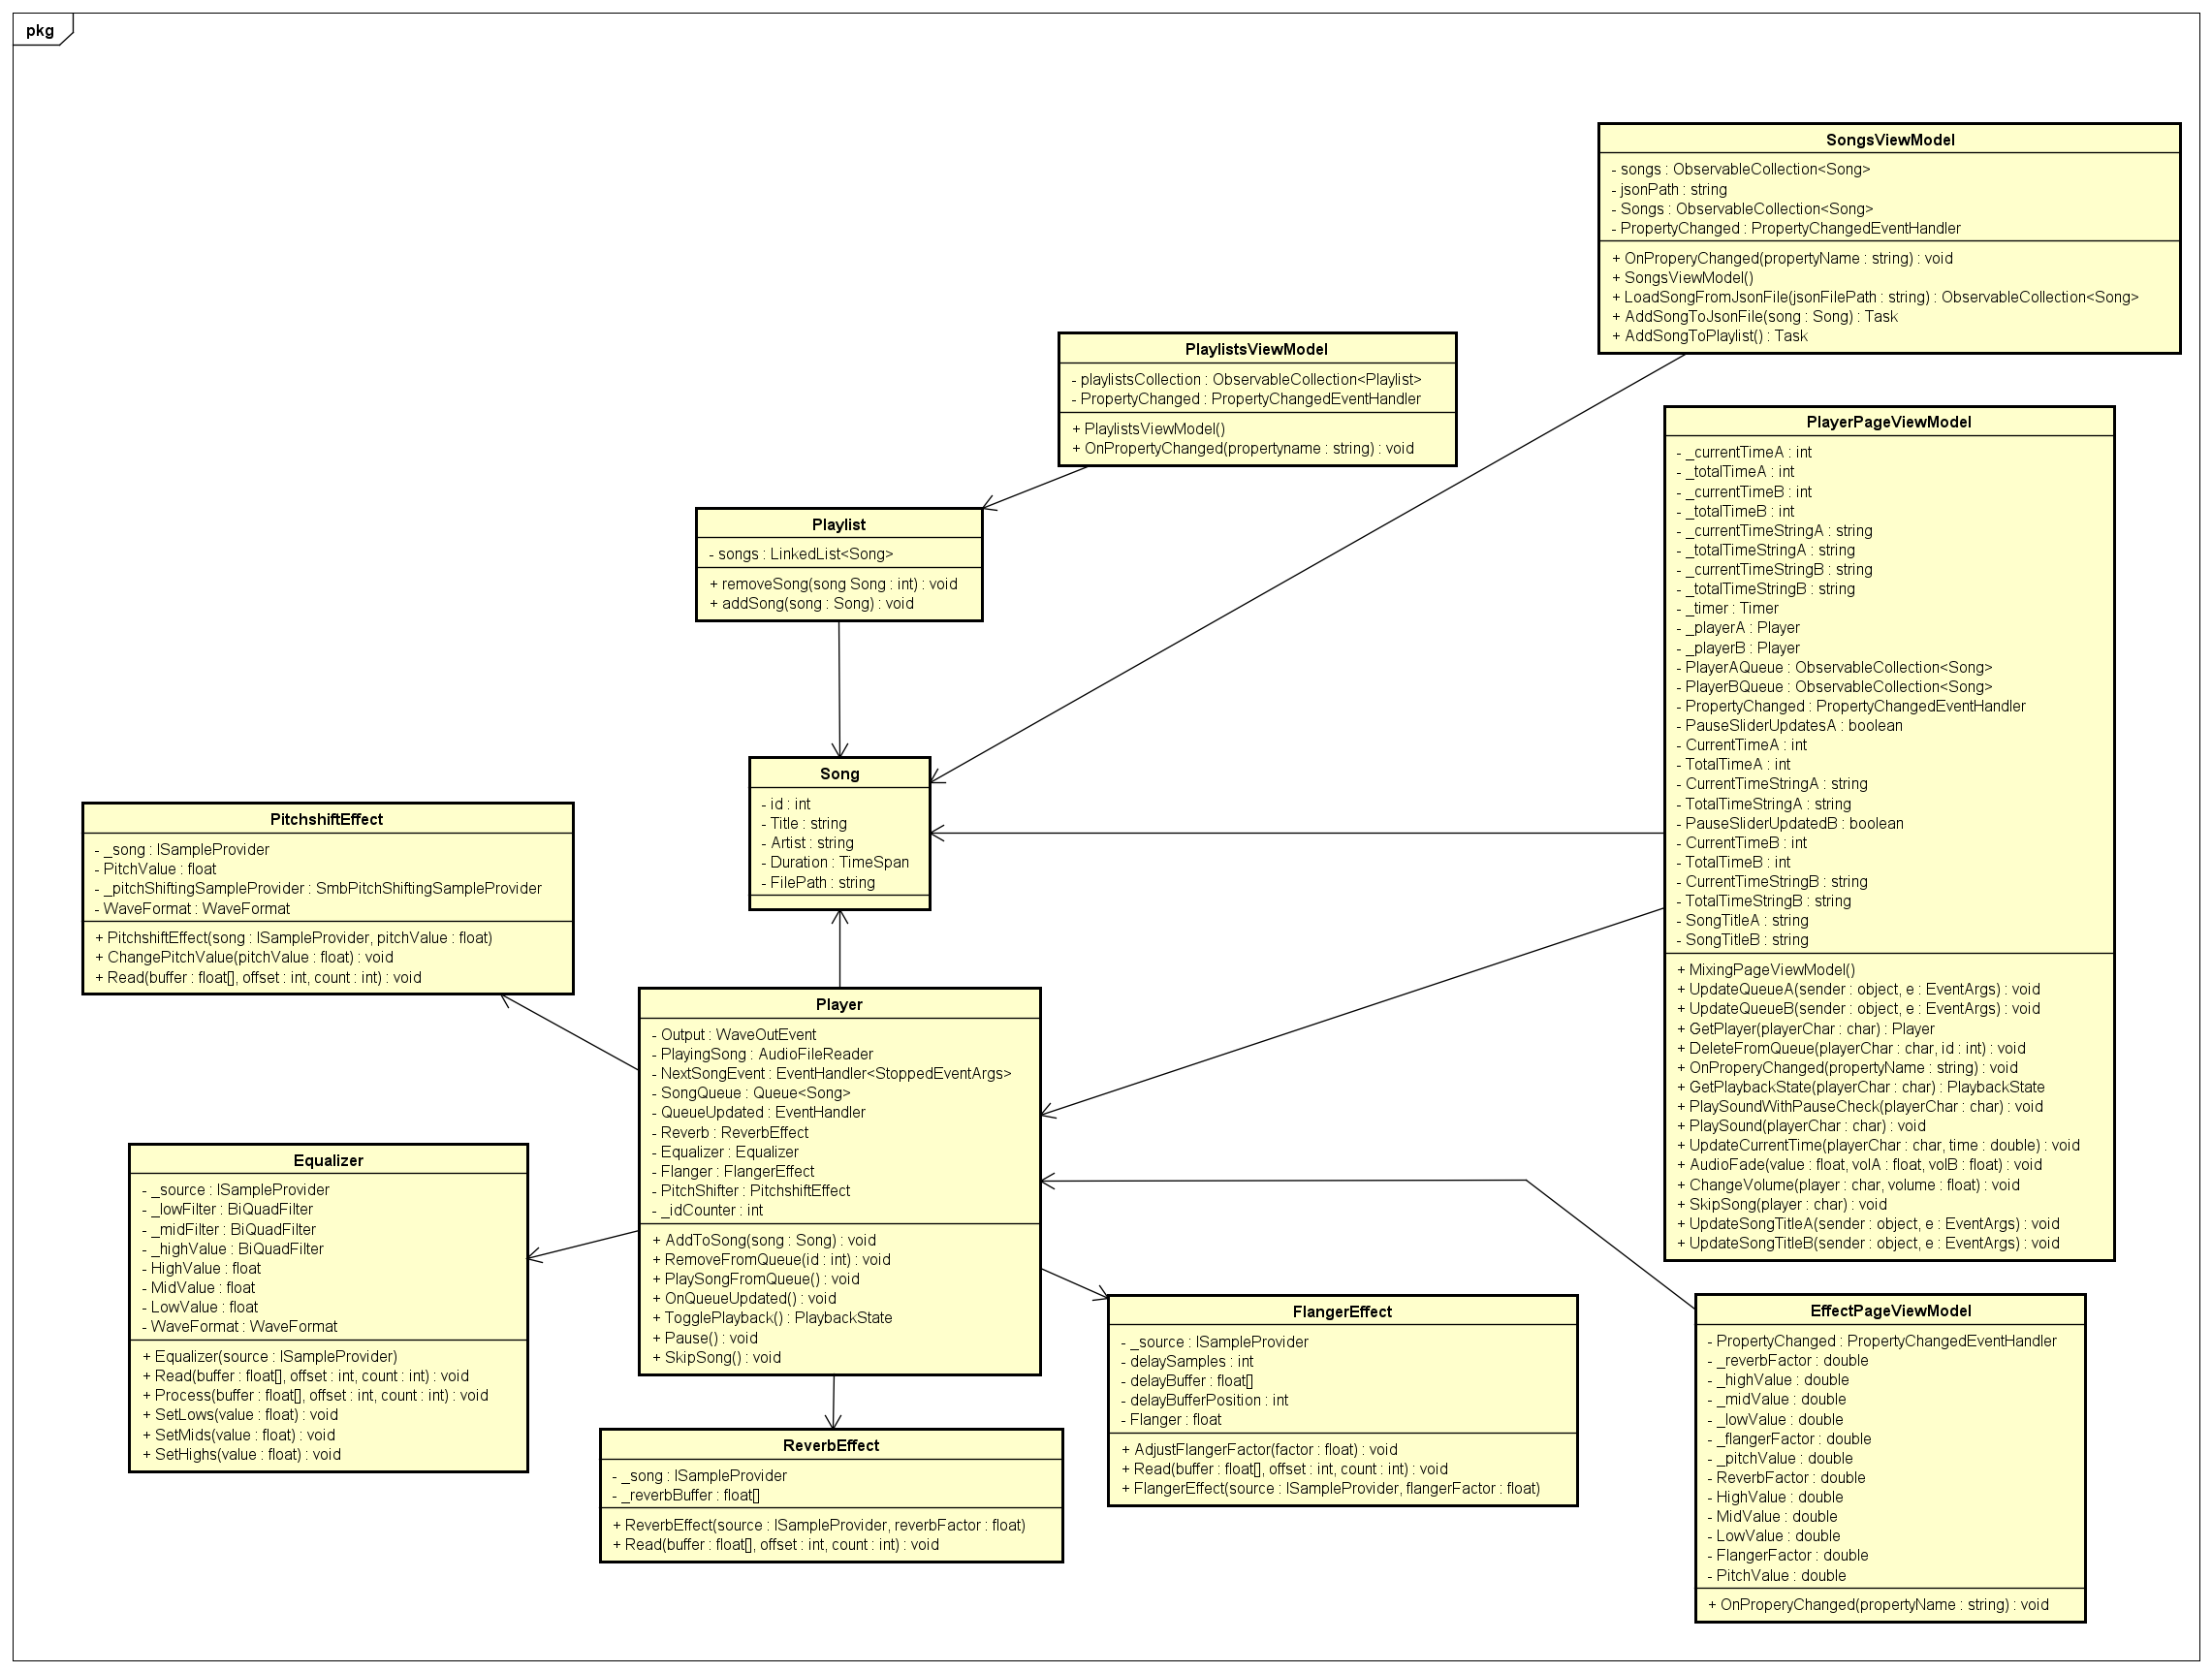 pkg
SongsViewModel
- songs : ObservableCollection<Song>
- jsonPath : string
- Songs : ObservableCollection<Song>
- PropertyChanged : PropertyChangedEventHandler
+ OnProperyChanged(propertyName : string) : void
+ SongsViewModel()
+ LoadSongFromJsonFile(jsonFilePath : string) : ObservableCollection<Song>
+ AddSongToJsonFile(song : Song) : Task
+ AddSongToPlaylist() : Task
PlaylistsViewModel
- playlistsCollection : ObservableCollection<Playlist>
- PropertyChanged : PropertyChangedEventHandler
+ PlaylistsViewModel()
+ OnPropertyChanged(propertyname : string) : void
PlayerPageViewModel
- _currentTimeA : int
- _totalTimeA : int
- _currentTimeB : int
- _totalTimeB : int
- _currentTimeStringA : string
- _totalTimeStringA : string
- _currentTimeStringB : string
- _totalTimeStringB : string
- _timer : Timer
- _playerA : Player
- _playerB : Player
- PlayerAQueue : ObservableCollection<Song>
- PlayerBQueue : ObservableCollection<Song>
- PropertyChanged : PropertyChangedEventHandler
- PauseSliderUpdatesA : boolean
- CurrentTimeA : int
- TotalTimeA : int
- CurrentTimeStringA : string
- TotalTimeStringA : string
- PauseSliderUpdatedB : boolean
- CurrentTimeB : int
- TotalTimeB : int
- CurrentTimeStringB : string
- TotalTimeStringB : string
- SongTitleA : string
- SongTitleB : string
+ MixingPageViewModel()
+ UpdateQueueA(sender : object, e : EventArgs) : void
+ UpdateQueueB(sender : object, e : EventArgs) : void
+ GetPlayer(playerChar : char) : Player
+ DeleteFromQueue(playerChar : char, id : int) : void
+ OnProperyChanged(propertyName : string) : void
+ GetPlaybackState(playerChar : char) : PlaybackState
+ PlaySoundWithPauseCheck(playerChar : char) : void
+ PlaySound(playerChar : char) : void
+ UpdateCurrentTime(playerChar : char, time : double) : void
+ AudioFade(value : float, volA : float, volB : float) : void
+ ChangeVolume(player : char, volume : float) : void
+ SkipSong(player : char) : void
+ UpdateSongTitleA(sender : object, e : EventArgs) : void
+ UpdateSongTitleB(sender : object, e : EventArgs) : void
Playlist
- songs : LinkedList<Song>
+ removeSong(song Song : int) : void
+ addSong(song : Song) : void
Song
- id : int
- Title : string
- Artist : string
- Duration : TimeSpan
- FilePath : string
PitchshiftEffect
- _song : ISampleProvider
- PitchValue : float
- _pitchShiftingSampleProvider : SmbPitchShiftingSampleProvider
- WaveFormat : WaveFormat
+ PitchshiftEffect(song : ISampleProvider, pitchValue : float)
+ ChangePitchValue(pitchValue : float) : void
+ Read(buffer : float[], offset : int, count : int) : void
Player
- Output : WaveOutEvent
- PlayingSong : AudioFileReader
- NextSongEvent : EventHandler<StoppedEventArgs>
- SongQueue : Queue<Song>
- QueueUpdated : EventHandler
- Reverb : ReverbEffect
- Equalizer : Equalizer
- Flanger : FlangerEffect
- PitchShifter : PitchshiftEffect
- _idCounter : int
+ AddToSong(song : Song) : void
+ RemoveFromQueue(id : int) : void
+ PlaySongFromQueue() : void
+ OnQueueUpdated() : void
+ TogglePlayback() : PlaybackState
+ Pause() : void
+ SkipSong() : void
Equalizer
- _source : ISampleProvider
- _lowFilter : BiQuadFilter
- _midFilter : BiQuadFilter
- _highValue : BiQuadFilter
- HighValue : float
- MidValue : float
- LowValue : float
- WaveFormat : WaveFormat
+ Equalizer(source : ISampleProvider)
+ Read(buffer : float[], offset : int, count : int) : void
+ Process(buffer : float[], offset : int, count : int) : void
+ SetLows(value : float) : void
+ SetMids(value : float) : void
+ SetHighs(value : float) : void
FlangerEffect
- _source : ISampleProvider
- delaySamples : int
- delayBuffer : float[]
- delayBufferPosition : int
- Flanger : float
+ AdjustFlangerFactor(factor : float) : void
+ Read(buffer : float[], offset : int, count : int) : void
+ FlangerEffect(source : ISampleProvider, flangerFactor : float)
EffectPageViewModel
- PropertyChanged : PropertyChangedEventHandler
- _reverbFactor : double
- _highValue : double
- _midValue : double
- _lowValue : double
- _flangerFactor : double
- _pitchValue : double
- ReverbFactor : double
- HighValue : double
- MidValue : double
- LowValue : double
- FlangerFactor : double
- PitchValue : double
+ OnProperyChanged(propertyName : string) : void
ReverbEffect
- _song : ISampleProvider
- _reverbBuffer : float[]
+ ReverbEffect(source : ISampleProvider, reverbFactor : float)
+ Read(buffer : float[], offset : int, count : int) : void